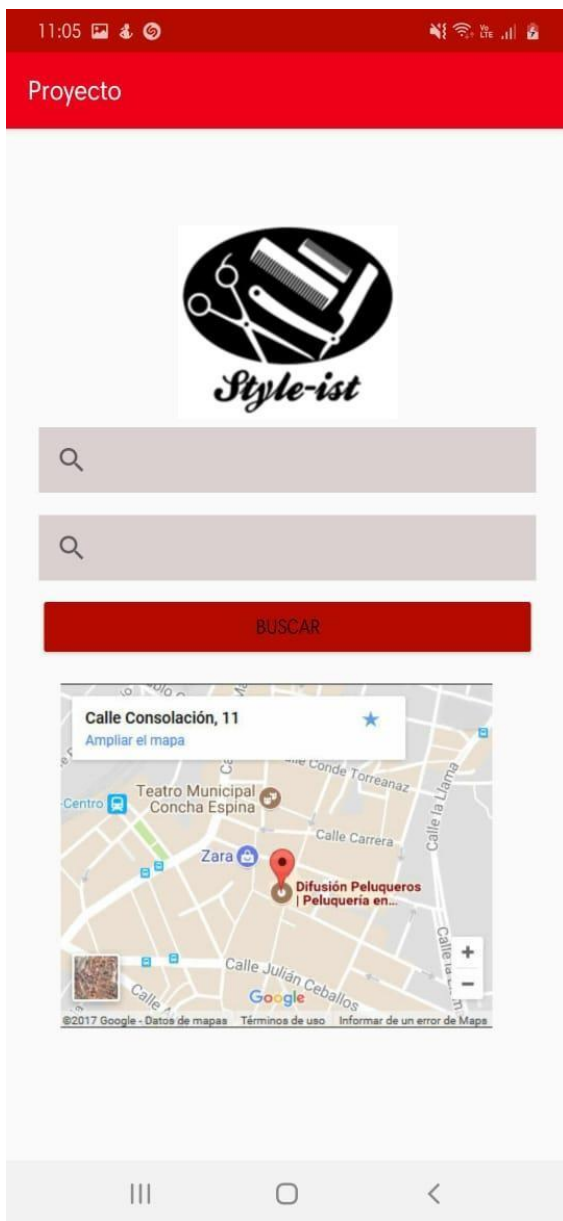 11:05
Proyecto
Style-ist
BUSCAR
Calle Consolación, 11
Ampliar el mapa
Conde Torreanaz
Teatro Municipal
Concha Espina
-Centro
Calle la Llama
Calle Carrera
Zara
Difusión Peluqueros
| Peluquería en...
Calle Julián Ceballos
Calle
Google
+
−
©2017 Google - Datos de mapas Términos de uso Informar de un error de Maps